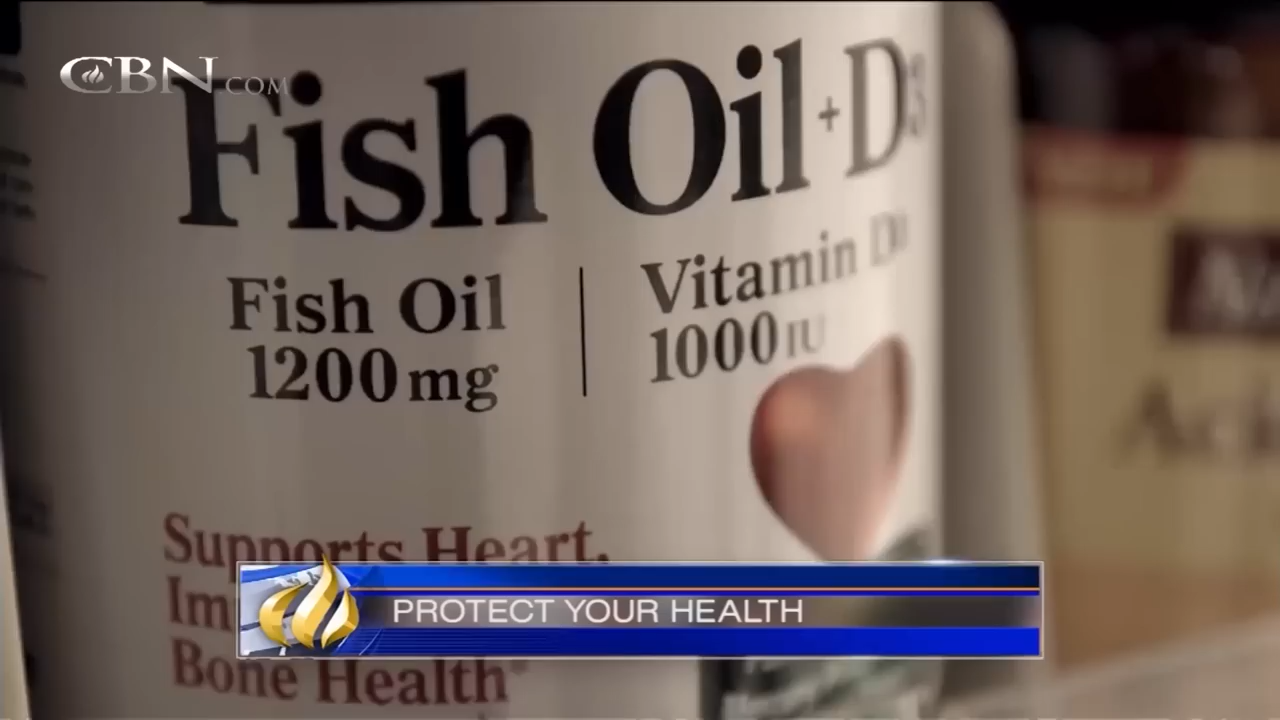 CBN.COM
Fish Oil + D3
Fish Oil
1200 mg
Vitamin D
1000 IU
Supports Heart,
Bone Health*
PROTECT YOUR HEALTH